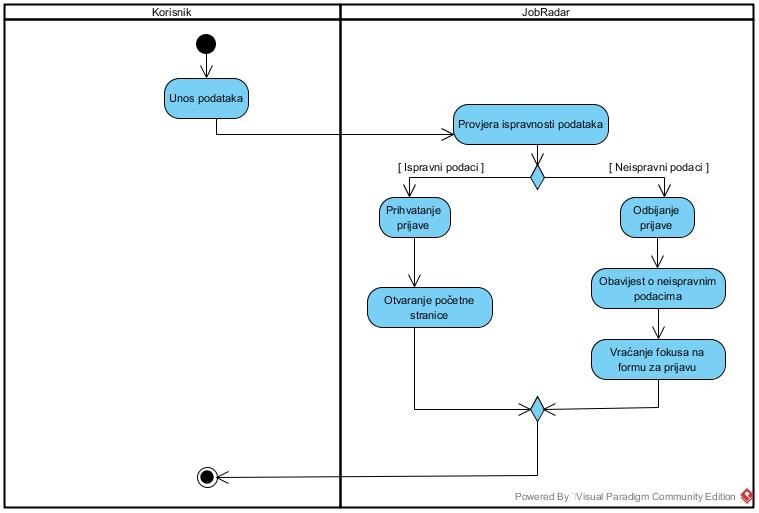 Korisnik
JobRadar
Unos podataka
Provjera ispravnosti podataka
[ Ispravni podaci ]
[ Neispravni podaci ]
Prihvatanje
prijave
Odbijanje
prijave
Otvaranje početne
stranice
Obavijest o neispravnim
podacima
Vraćanje fokusa na
formu za prijavu
Powered By Visual Paradigm Community Edition